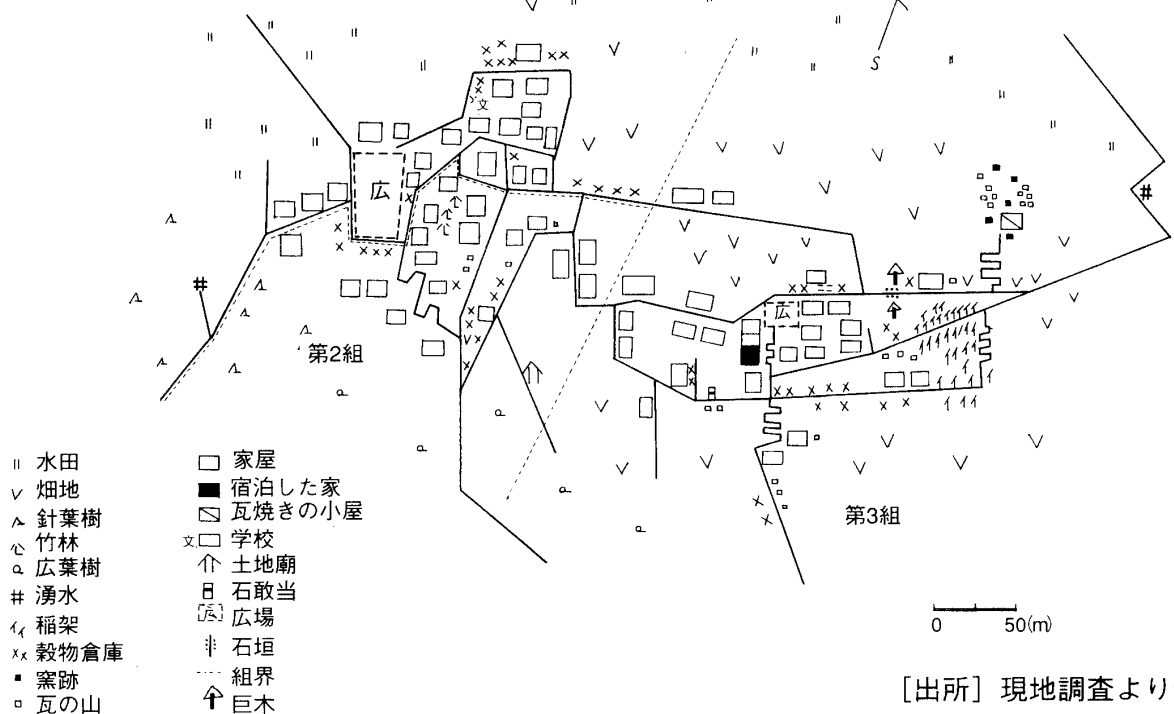 S
文
広
広
第2組
第3組
水田
畑地
針葉樹
竹林
広葉樹
湧水
稲架
穀物倉庫
窯跡
瓦の山
家屋
宿泊した家
瓦焼きの小屋
文 学校
土地廟
石敢当
広 広場
石垣
組界
巨木
0 50(m)
[出所] 現地調査より